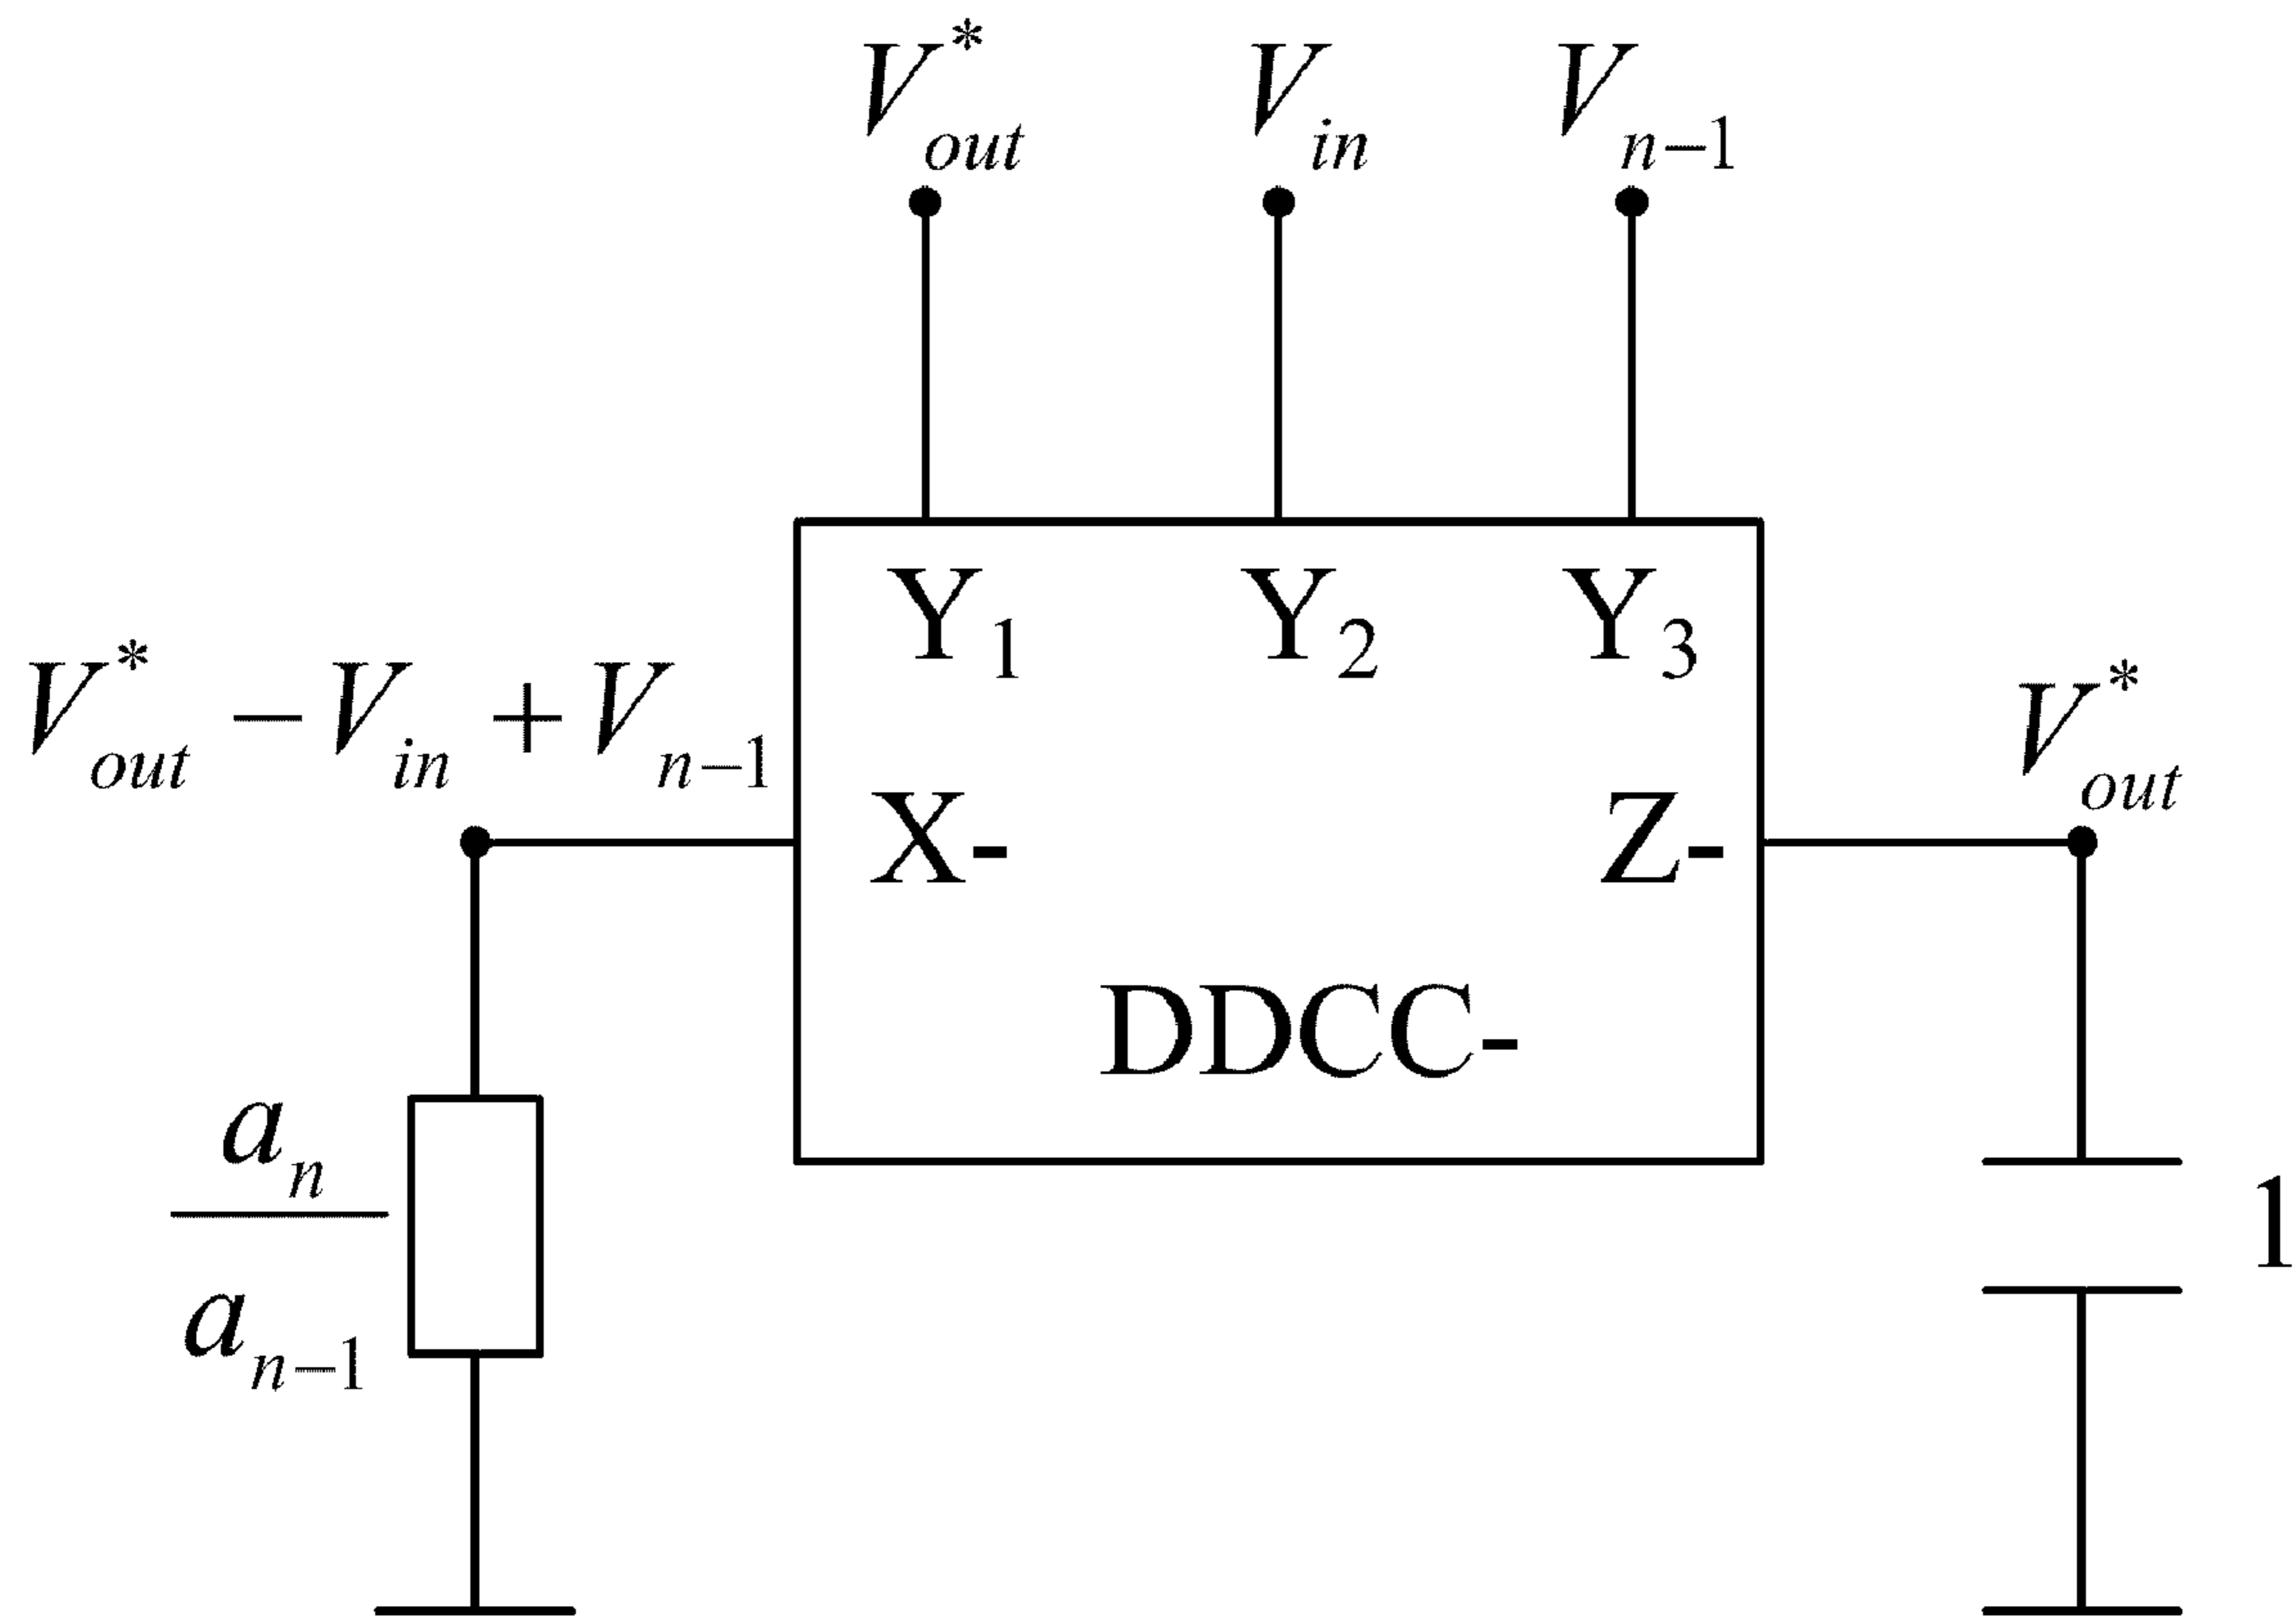 V*out Vin Vn−1
Y1 Y2 Y3
V*out − Vin + Vn−1
V*out
X- Z-
DDCC-
an
an−1
1